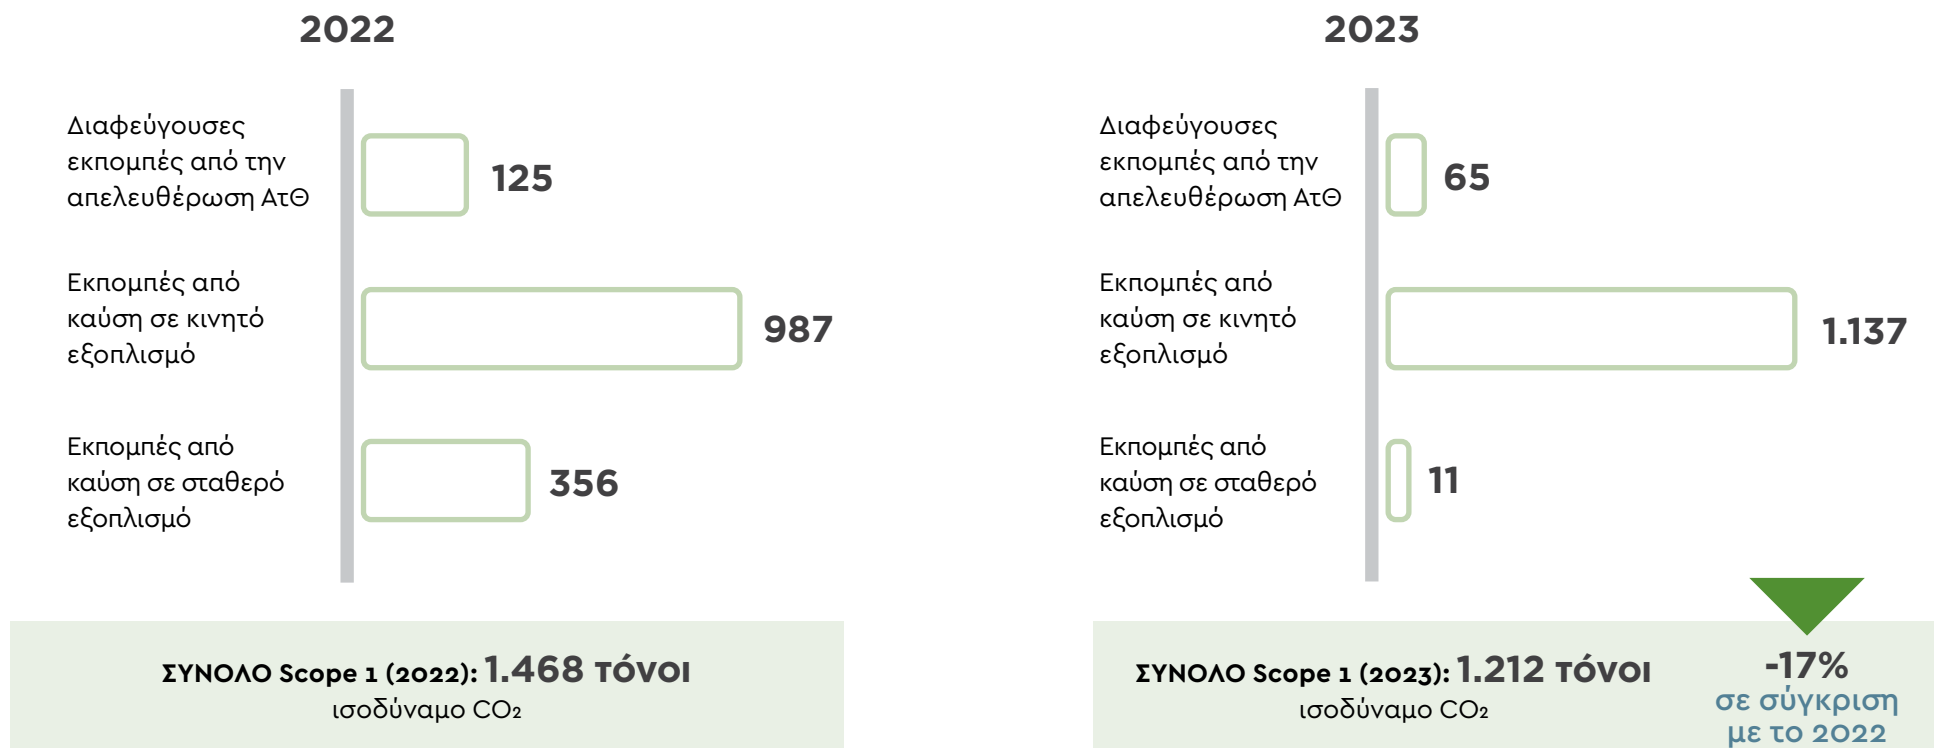 2022
Διαφεύγουσες
εκπομπές από την
απελευθέρωση ΑτΘ
125
Εκπομπές από
καύση σε κινητό
εξοπλισμό
987
Εκπομπές από
καύση σε σταθερό
εξοπλισμό
356
ΣΥΝΟΛΟ Scope 1 (2022): 1.468 τόνοι
ισοδύναμο CO₂
2023
Διαφεύγουσες
εκπομπές από την
απελευθέρωση ΑτΘ
65
Εκπομπές από
καύση σε κινητό
εξοπλισμό
1.137
Εκπομπές από
καύση σε σταθερό
εξοπλισμό
11
ΣΥΝΟΛΟ Scope 1 (2023): 1.212 τόνοι
ισοδύναμο CO₂
-17%
σε σύγκριση
με το 2022